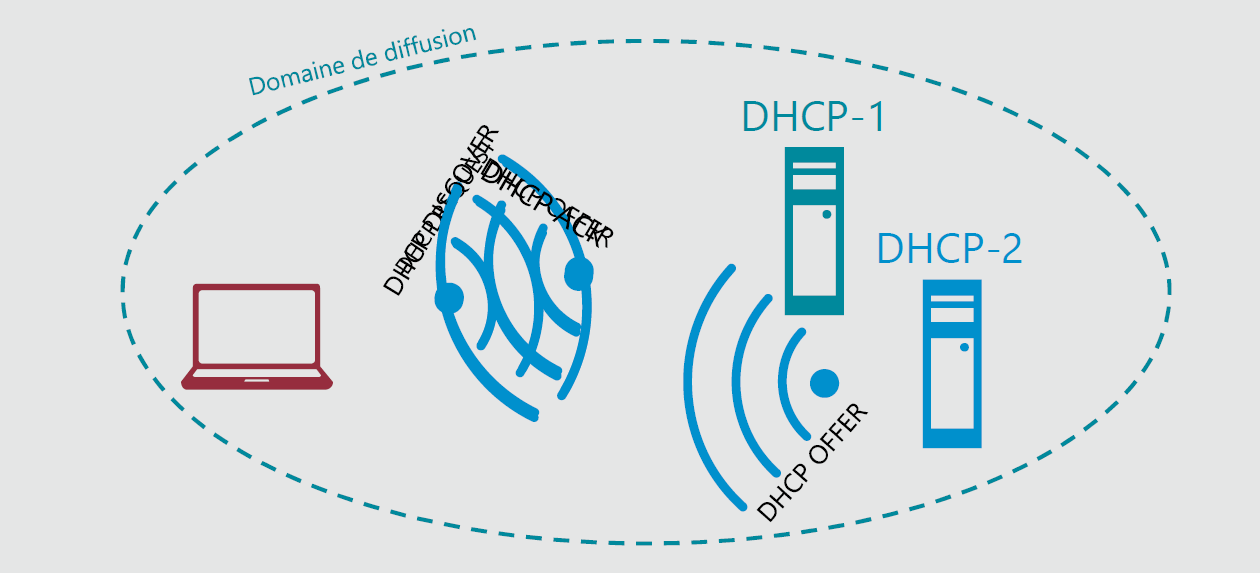 Domaine de diffusion
DHCP-1
DHCP-2
DHCP DISCOVER
DHCP REQUEST
DHCP OFFER
DHCP ACK
DHCP OFFER